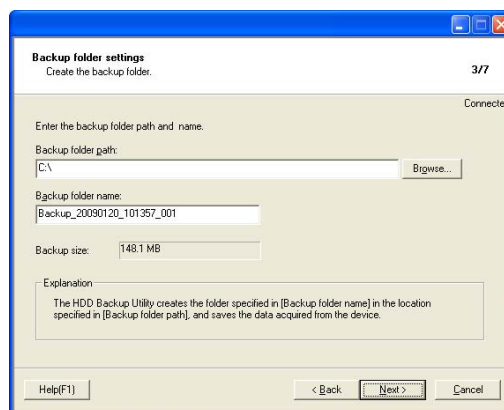 Backup folder settings
Create the backup folder.
3/7
Connecte
Enter the backup folder path and name.
Backup folder path:
C:\
Browse...
Backup folder name:
Backup_20090120_101357_001
Backup size:
148.1 MB
Explanation
The HDD Backup Utility creates the folder specified in [Backup folder name] in the location
specified in [Backup folder path], and saves the data acquired from the device.
Help(F1)
< Back
Next >
Cancel